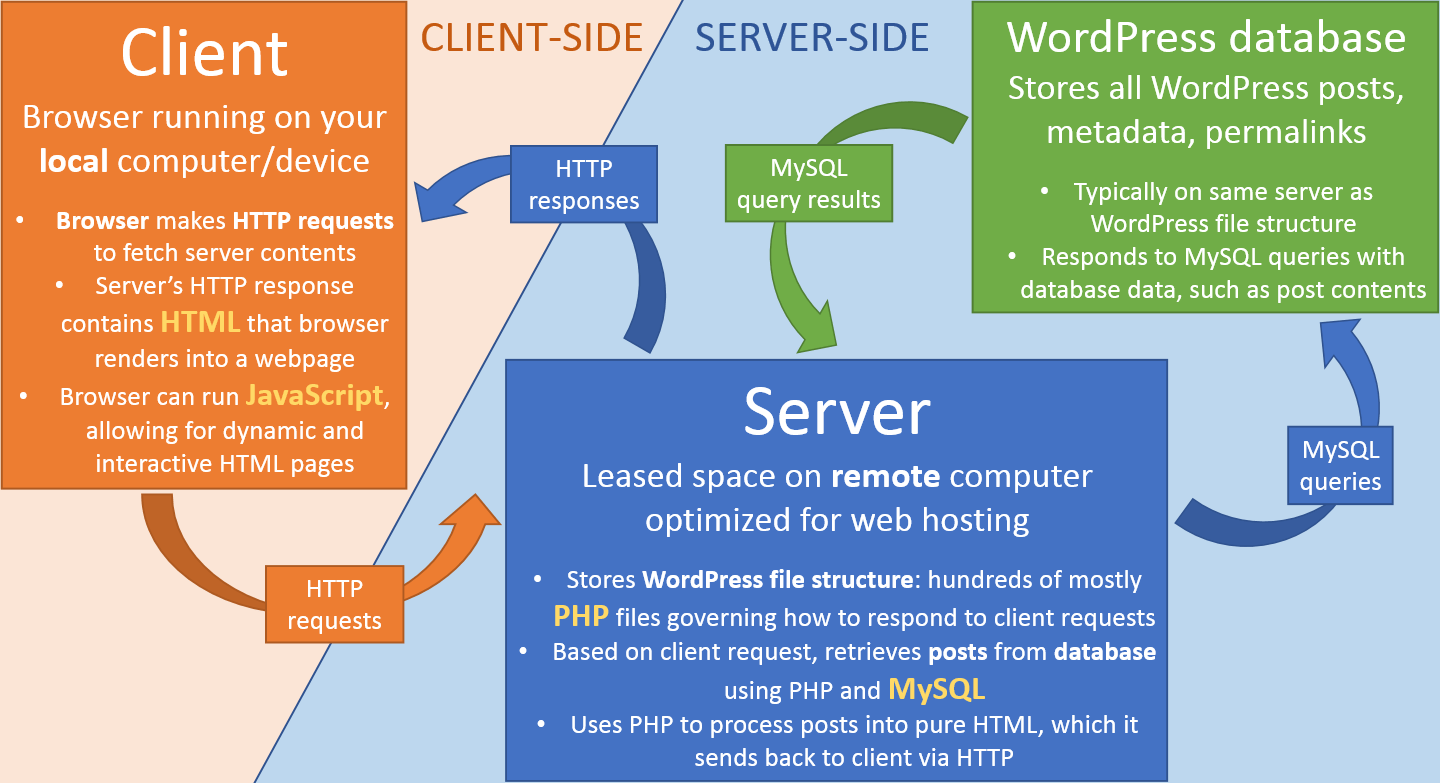 Client
Browser running on your
local computer/device
• Browser makes HTTP requests
to fetch server contents
• Server’s HTTP response
contains HTML that browser
renders into a webpage
• Browser can run JavaScript,
allowing for dynamic and
interactive HTML pages
CLIENT-SIDE
SERVER-SIDE
HTTP
responses
MySQL
query results
WordPress database
Stores all WordPress posts,
metadata, permalinks
• Typically on same server as
WordPress file structure
• Responds to MySQL queries with
database data, such as post contents
MySQL
queries
HTTP
requests
Server
Leased space on remote computer
optimized for web hosting
• Stores WordPress file structure: hundreds of mostly
PHP files governing how to respond to client requests
• Based on client request, retrieves posts from database
using PHP and MySQL
• Uses PHP to process posts into pure HTML, which it
sends back to client via HTTP